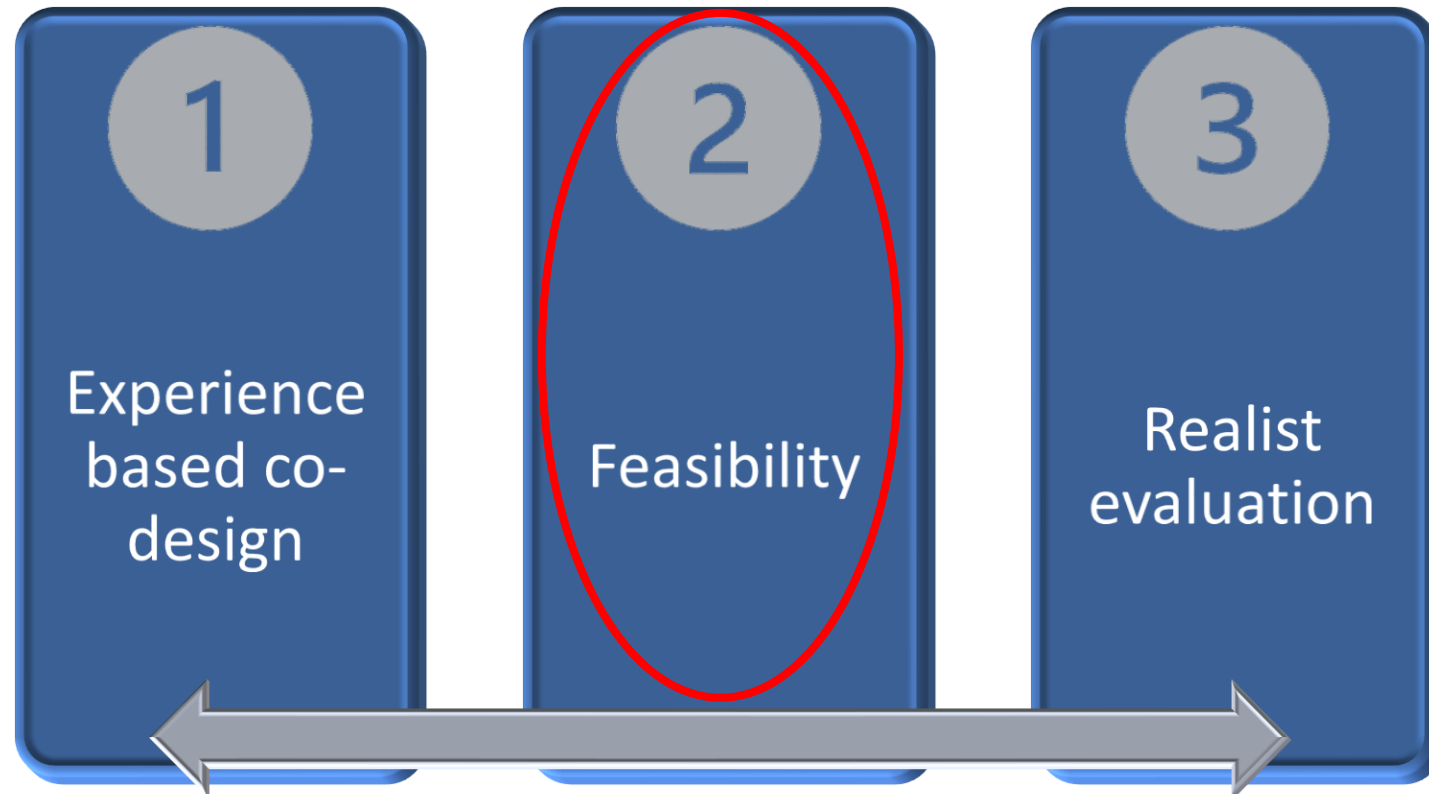 1
Experience
based co-
design
2
Feasibility
3
Realist
evaluation